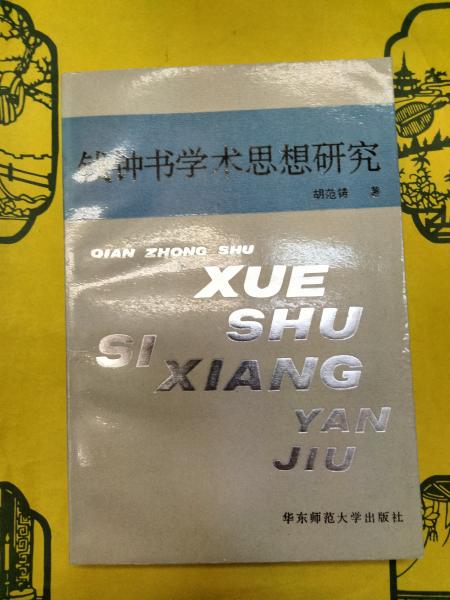 钱钟书学术思想研究
胡范铸 著
QIAN ZHONG SHU
XUE
SHU
SI XIANG
YAN
JIU
华东师范大学出版社